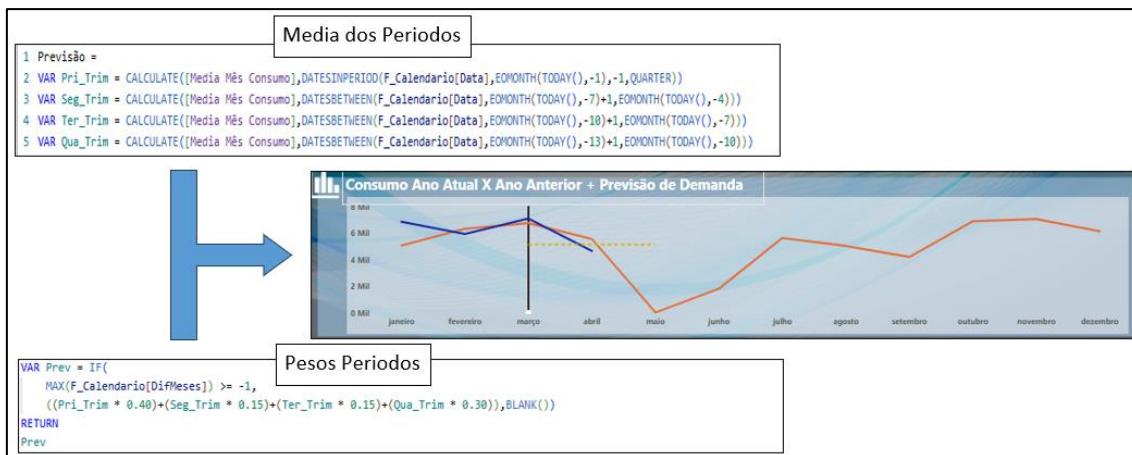 Media dos Periodos
1 Previsão =
2 VAR Pri_Trim = CALCULATE([Media Mês Consumo],DATESINPERIOD(F_Calendario[Data],EOMONTH(TODAY(),-1),-1,QUARTER))
3 VAR Seg_Trim = CALCULATE([Media Mês Consumo],DATESBETWEEN(F_Calendario[Data],EOMONTH(TODAY(),-7)+1,EOMONTH(TODAY(),-4)))
4 VAR Ter_Trim = CALCULATE([Media Mês Consumo],DATESBETWEEN(F_Calendario[Data],EOMONTH(TODAY(),-10)+1,EOMONTH(TODAY(),-7)))
5 VAR Qua_Trim = CALCULATE([Media Mês Consumo],DATESBETWEEN(F_Calendario[Data],EOMONTH(TODAY(),-13)+1,EOMONTH(TODAY(),-10)))
Consumo Ano Atual X Ano Anterior + Previsão de Demanda
8 Mil
6 Mil
4 Mil
2 Mil
0 Mil
janeiro fevereiro março abril maio junho julho agosto setembro outubro novembro dezembro
Pesos Periodos
VAR Prev = IF(
MAX(F_Calendario[DifMeses]) >= -1,
((Pri_Trim * 0.40)+(Seg_Trim * 0.15)+(Ter_Trim * 0.15)+(Qua_Trim * 0.30)),BLANK())
RETURN
Prev